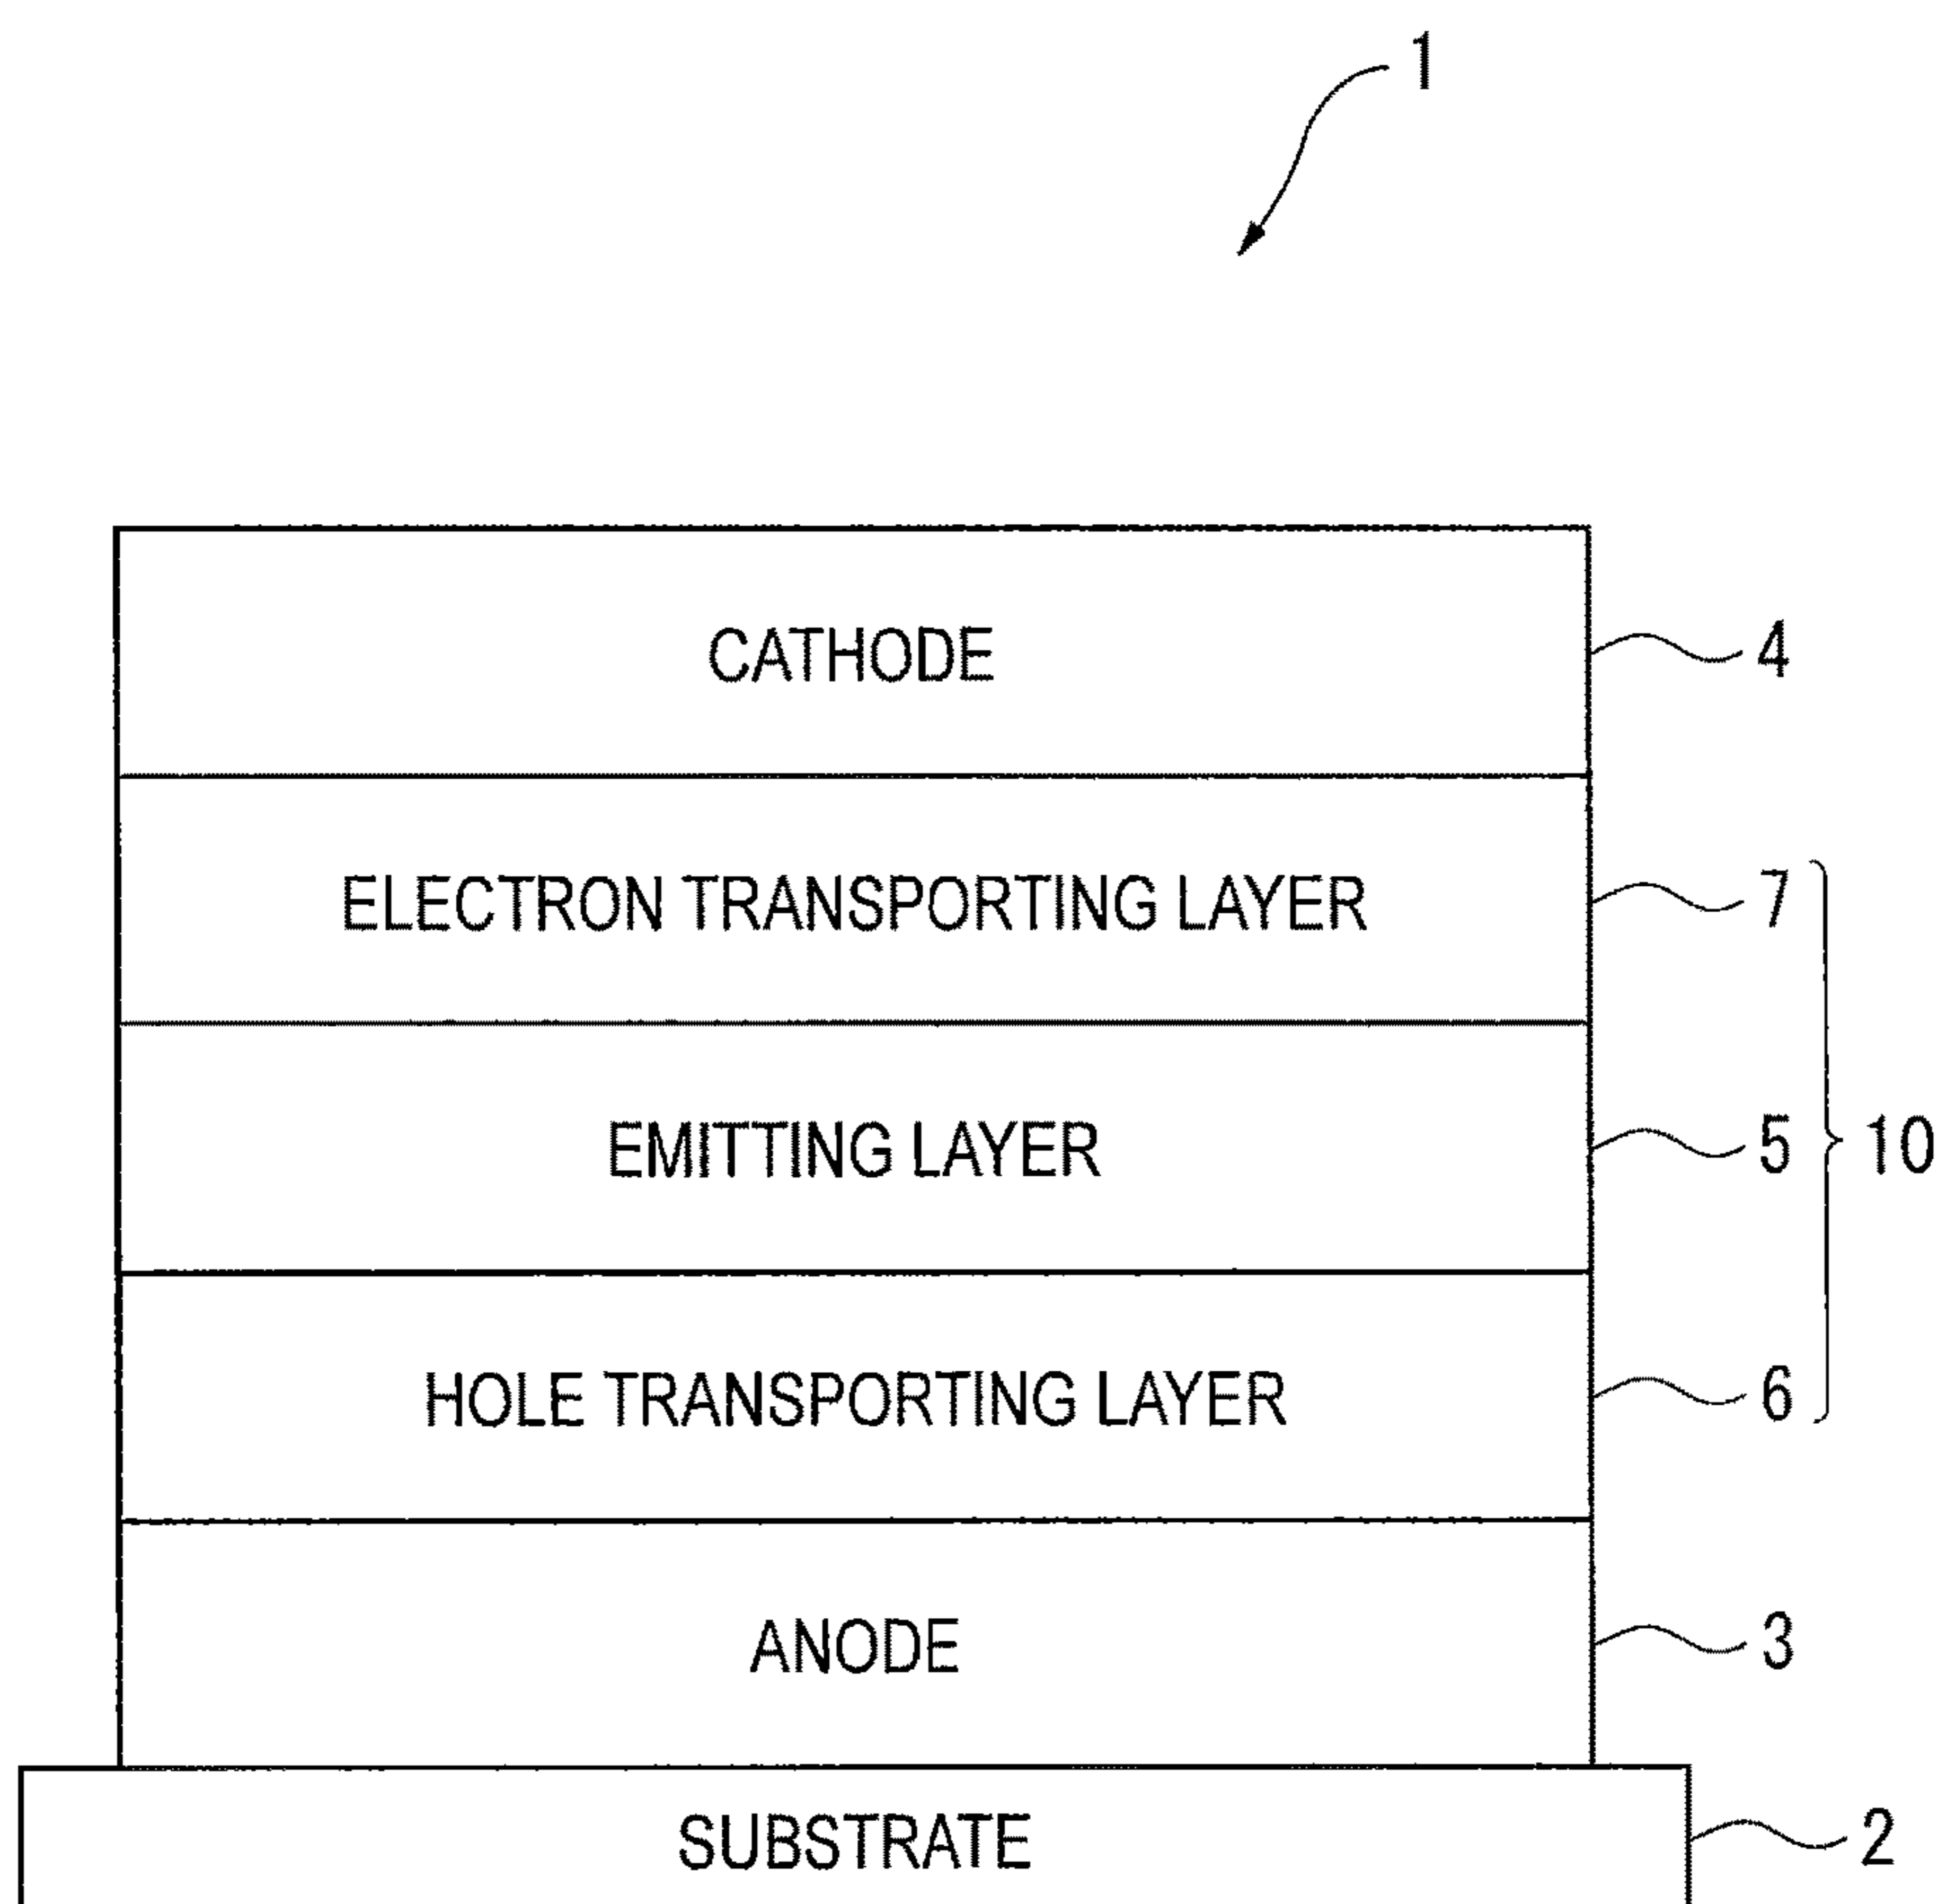 1
CATHODE 4
ELECTRON TRANSPORTING LAYER 7
EMITTING LAYER 5 10
HOLE TRANSPORTING LAYER 6
ANODE 3
SUBSTRATE 2